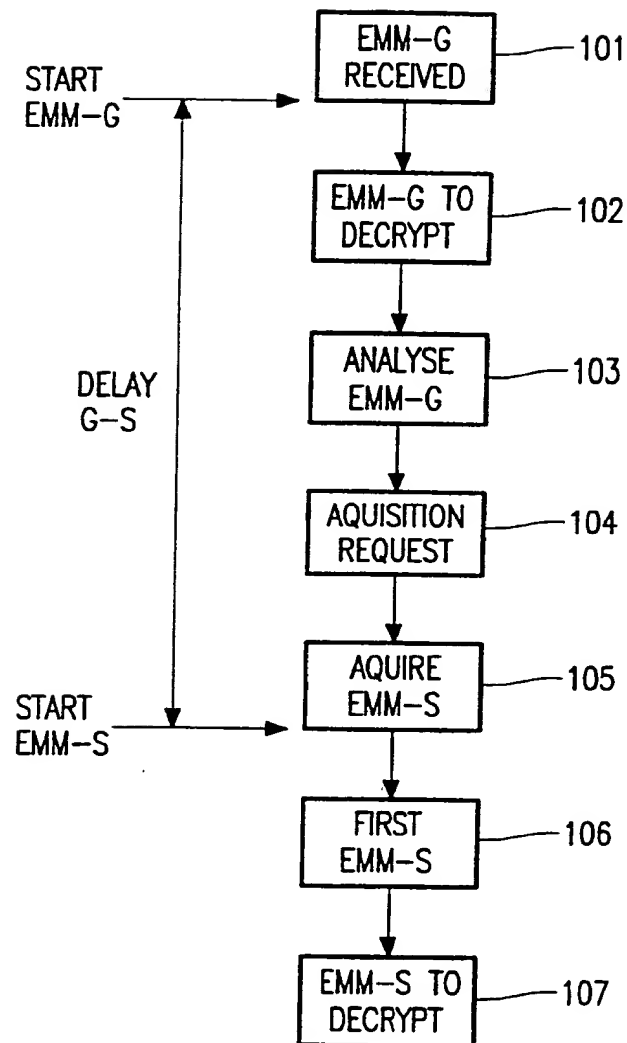 EMM-G
RECEIVED
101
START
EMM-G
EMM-G TO
DECRYPT
102
ANALYSE
EMM-G
103
DELAY
G-S
AQUISITION
REQUEST
104
AQUIRE
EMM-S
105
START
EMM-S
FIRST
EMM-S
106
EMM-S TO
DECRYPT
107